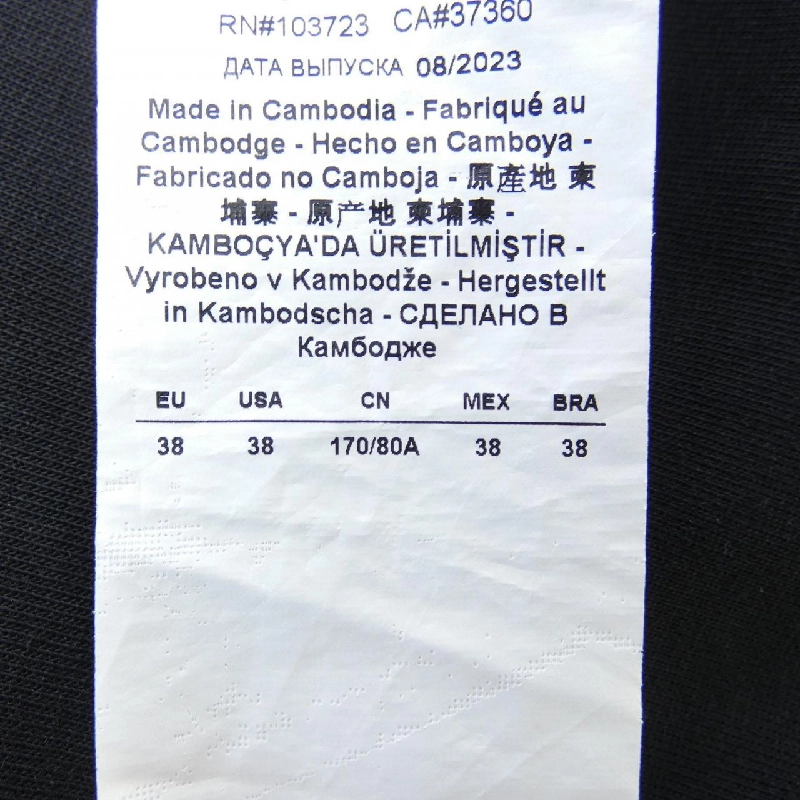 RN#103723 CA#37360
ДАТА ВЫПУСКА 08/2023
Made in Cambodia - Fabriqué au
Cambodge - Hecho en Camboya -
Fabricado no Camboja - 原產地 柬
埔寨 - 原产地 柬埔寨 -
KAMBOÇYA'DA ÜRETİLMİŞTİR -
Vyrobeno v Kambodže - Hergestellt
in Kambodscha - СДЕЛАНО В
Камбодже
EU USA CN MEX BRA
38 38 170/80A 38 38